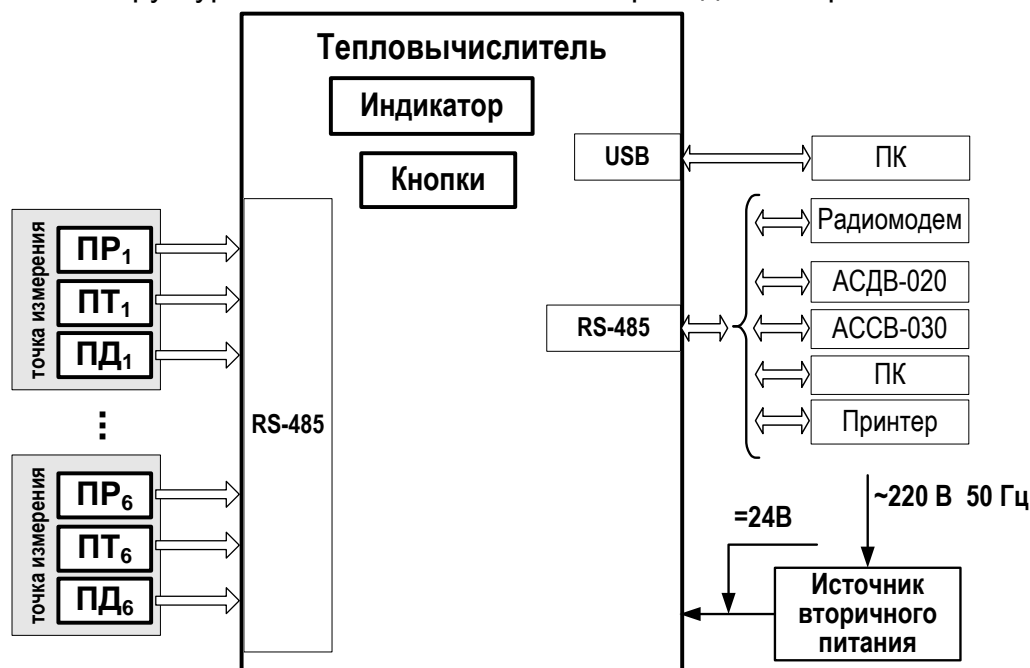 Тепловычислитель
Индикатор
Кнопки
USB
ПК
Радиомодем
АСДВ-020
АССВ-030
ПК
Принтер
RS-485
RS-485
точка измерения
ПР1
ПТ1
ПД1
⋮
точка измерения
ПР6
ПТ6
ПД6
~220 В 50 Гц
=24В
Источник
вторичного
питания